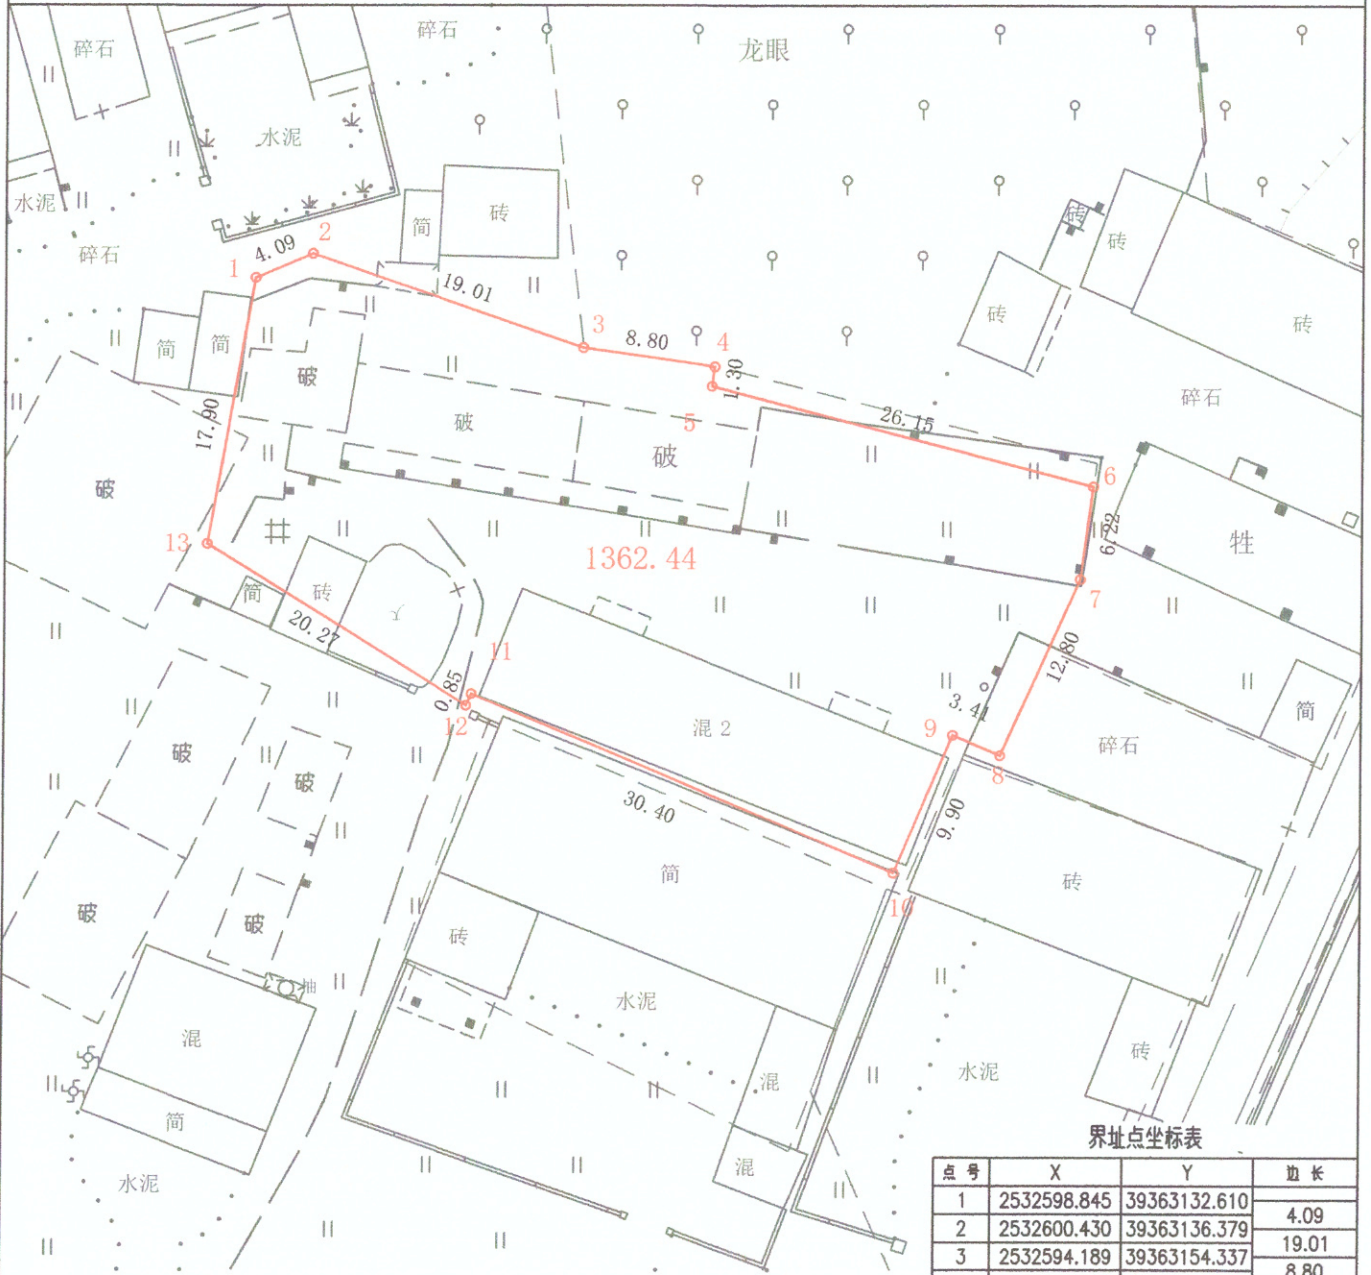 碎石
碎石
龙眼
水泥
水泥
碎石
简
砖
砖
砖
砖
砖
1
4.09
2
19.01
3
8.80
4
1.30
5
26.15
6
6.22
7
12.80
8
3.41
9
9.90
10
30.40
11
0.85
12
20.27
13
17.90
简
简
破
破
破
破
碎石
牲
1362.44
简
砖
混 2
碎石
简
破
破
破
破
简
砖
砖
水泥
抽
混
简
水泥
混
混
水泥
砖
界址点坐标表
点号 X Y 边长
1 2532598.845 39363132.610
4.09
2 2532600.430 39363136.379
19.01
3 2532594.189 39363154.337
8.80